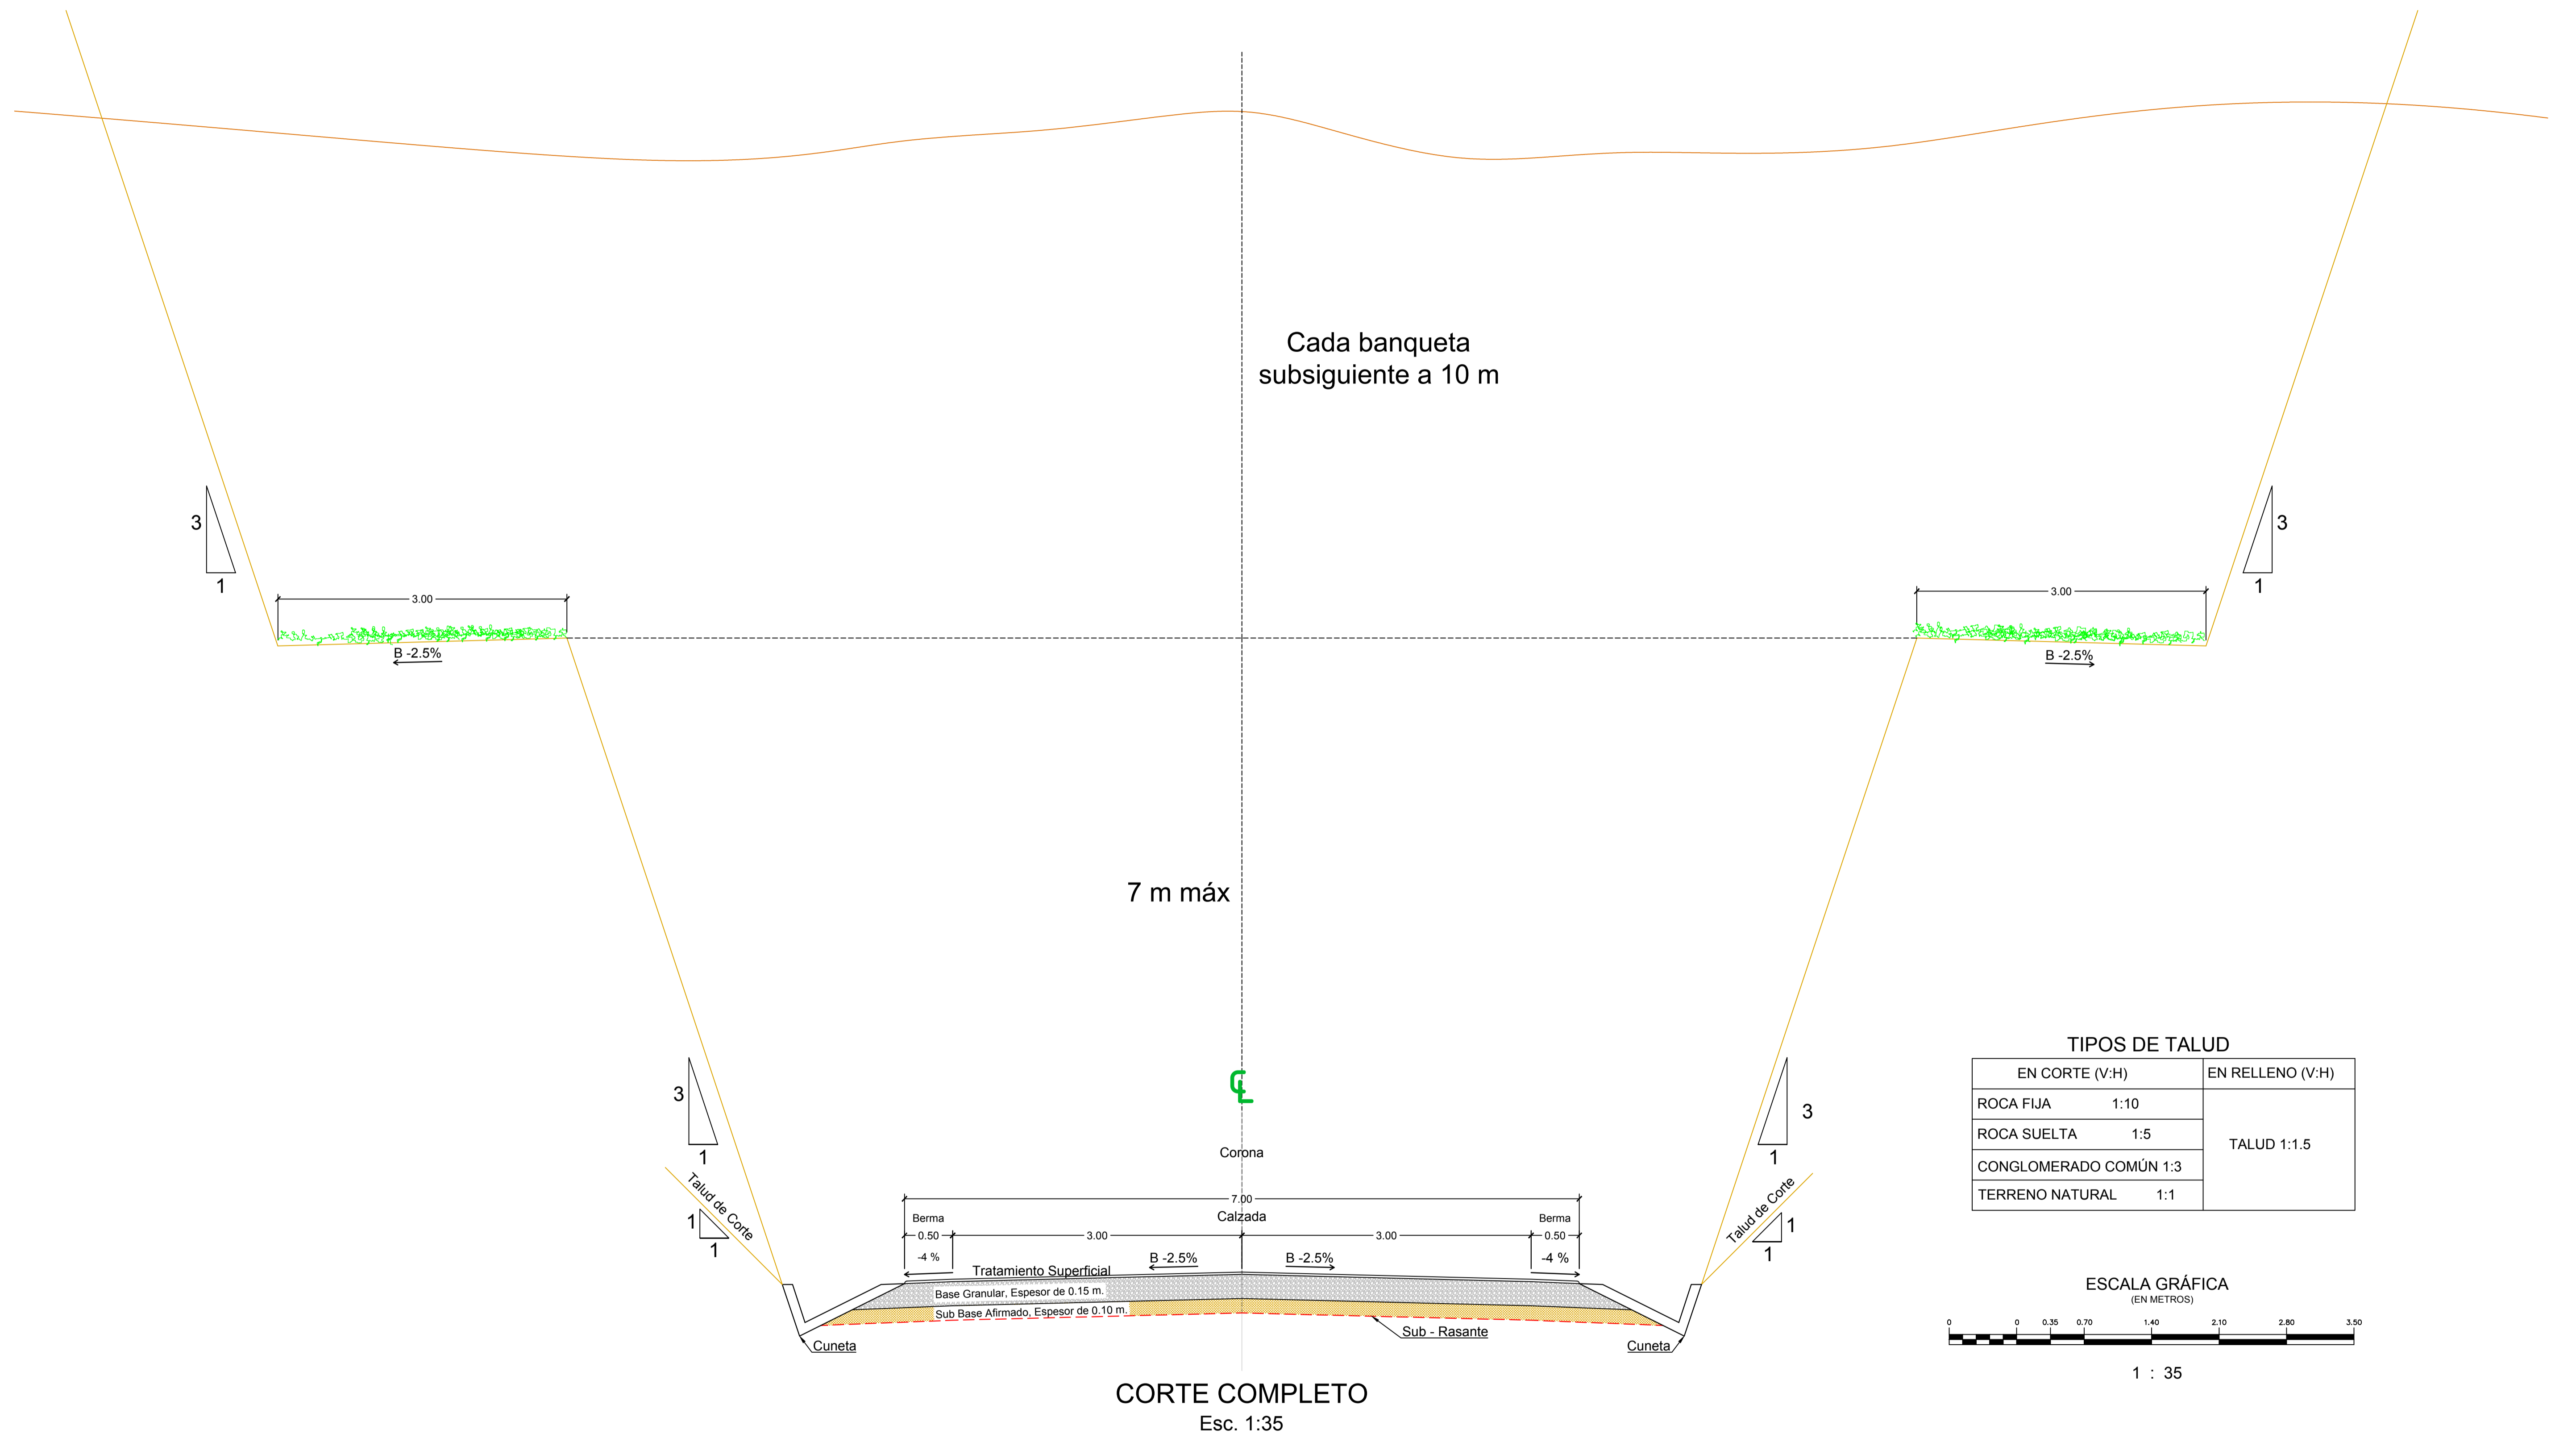 Cada banqueta
subsiguiente a 10 m
3
1
3
1
3.00
3.00
B -2.5%
B -2.5%
7 m máx
3
1
3
1
CL
Corona
7.00
Talud de Corte
1
1
Talud de Corte
1
1
Berma
Calzada
Berma
0.50
3.00
3.00
0.50
-4 %
B -2.5%
B -2.5%
-4 %
Tratamiento Superficial
Base Granular, Espesor de 0.15 m.
Sub Base Afirmado, Espesor de 0.10 m.
Sub - Rasante
Cuneta
Cuneta
CORTE COMPLETO
Esc. 1:35
TIPOS DE TALUD
EN CORTE (V:H) EN RELLENO (V:H)
ROCA FIJA 1:10
ROCA SUELTA 1:5
TALUD 1:1.5
CONGLOMERADO COMÚN 1:3
TERRENO NATURAL 1:1
ESCALA GRÁFICA
(EN METROS)
0 0 0.35 0.70 1.40 2.10 2.80 3.50
1 : 35